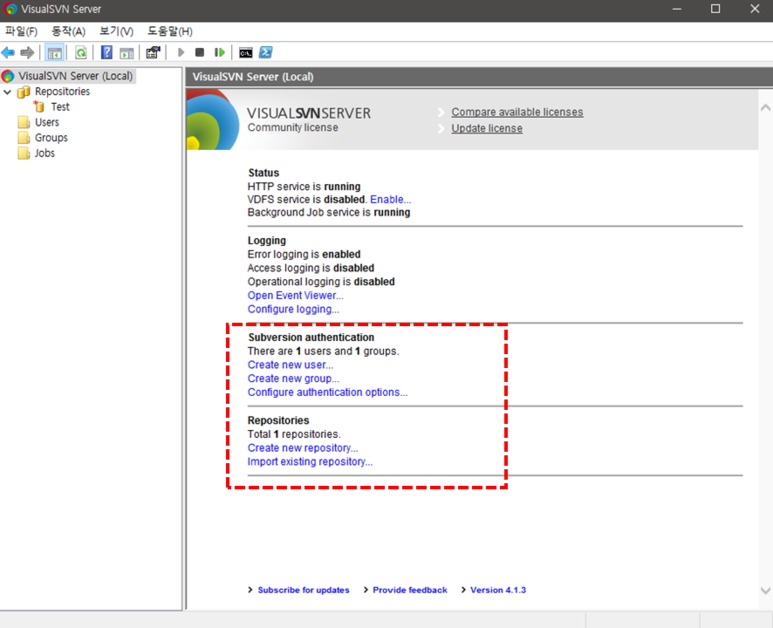 VisualSVN Server
파일(F) 동작(A) 보기(V) 도움말(H)
VisualSVN Server (Local)
Repositories
Test
Users
Groups
Jobs
VisualSVN Server (Local)
VISUALSVNSERVER
Community license
Compare available licenses
Update license
Status
HTTP service is running
VDFS service is disabled. Enable...
Background Job service is running
Logging
Error logging is enabled
Access logging is disabled
Operational logging is disabled
Open Event Viewer...
Configure logging...
Subversion authentication
There are 1 users and 1 groups.
Create new user...
Create new group...
Configure authentication options...
Repositories
Total 1 repositories.
Create new repository...
Import existing repository...
Subscribe for updates Provide feedback Version 4.1.3